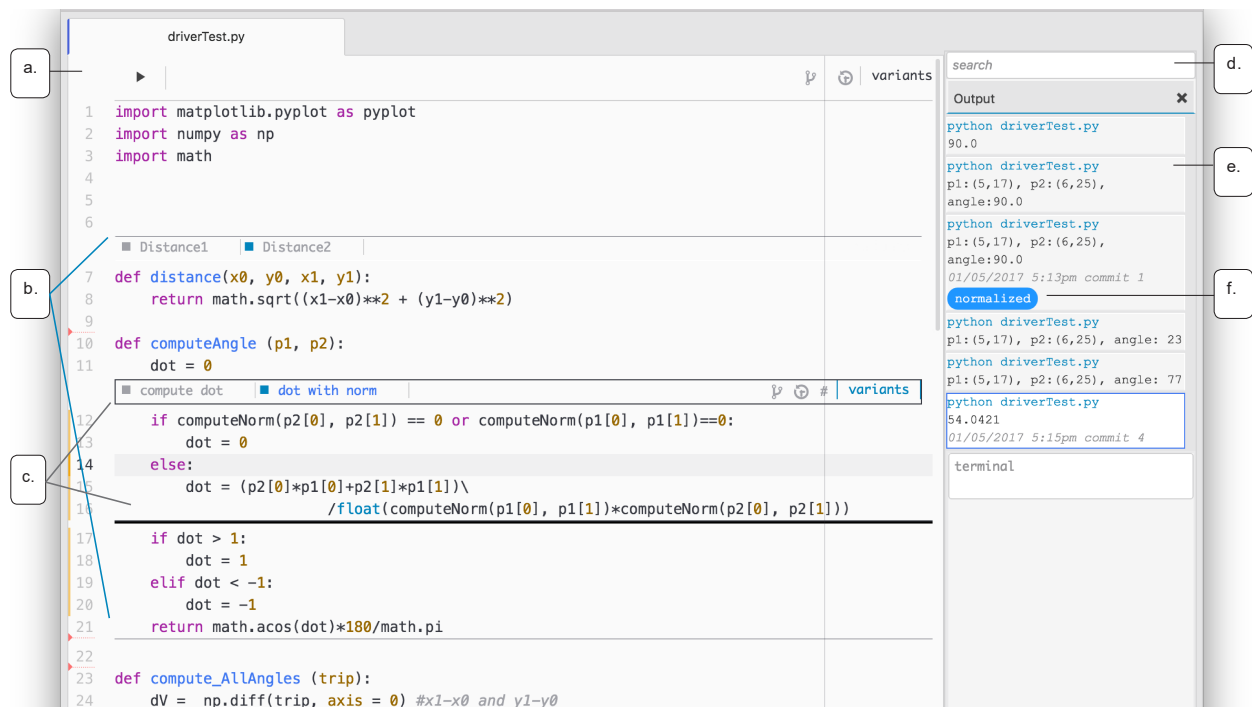 driverTest.py
a.
variants
1 import matplotlib.pyplot as pyplot
2 import numpy as np
3 import math
4
5
6
Distance1 Distance2
b.
7 def distance(x0, y0, x1, y1):
8 return math.sqrt((x1-x0)**2 + (y1-y0)**2)
9
10 def computeAngle (p1, p2):
11 dot = 0
compute dot dot with norm # variants
c.
12 if computeNorm(p2[0], p2[1]) == 0 or computeNorm(p1[0], p1[1])==0:
13 dot = 0
14 else:
15 dot = (p2[0]*p1[0]+p2[1]*p1[1])\
16 /float(computeNorm(p1[0], p1[1])*computeNorm(p2[0], p2[1]))
17 if dot > 1:
18 dot = 1
19 elif dot < -1:
20 dot = -1
21 return math.acos(dot)*180/math.pi
22
23 def compute_AllAngles (trip):
24 dV = np.diff(trip, axis = 0) #x1-x0 and y1-y0
search
d.
Output
python driverTest.py
90.0
python driverTest.py
e.
p1:(5,17), p2:(6,25),
angle:90.0
python driverTest.py
p1:(5,17), p2:(6,25),
angle:90.0
01/05/2017 5:13pm commit 1
normalized
f.
python driverTest.py
p1:(5,17), p2:(6,25), angle: 23
python driverTest.py
p1:(5,17), p2:(6,25), angle: 77
python driverTest.py
54.0421
01/05/2017 5:15pm commit 4
terminal